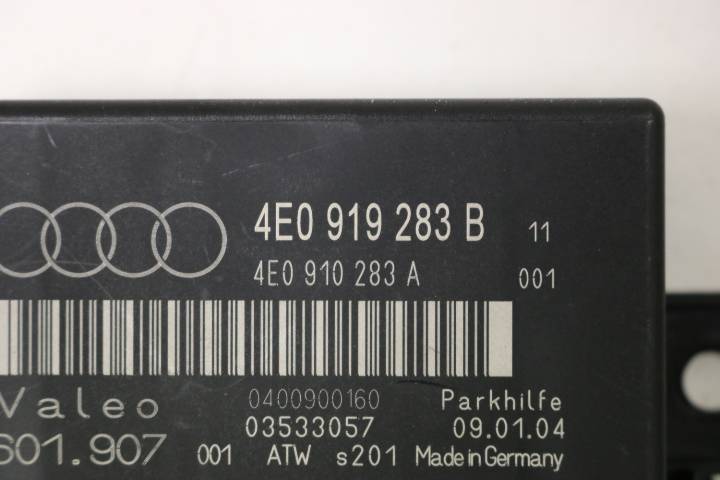 4E0 919 283 B 11
4E0 910 283 A 001
Valeo 0400900160 Parkhilfe
03533057 09.01.04
601.907 001 ATW s201 Made in Germany